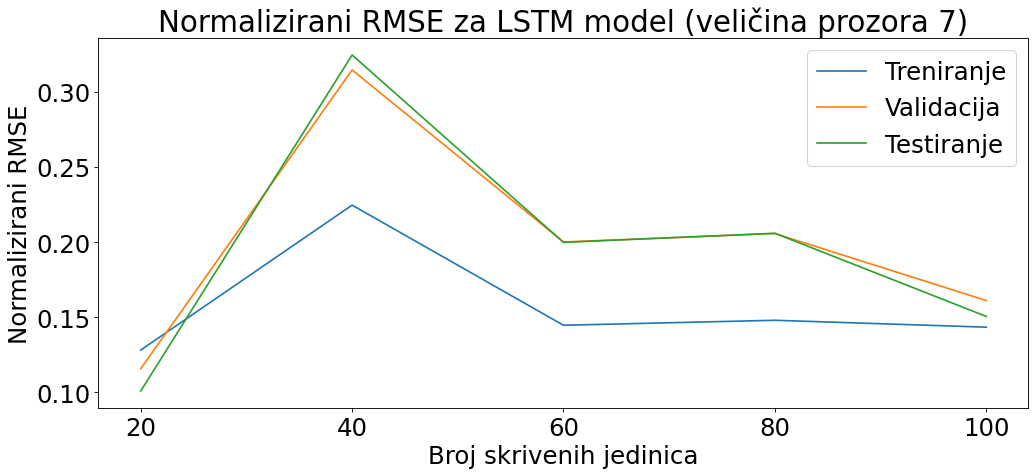 Normalizirani RMSE za LSTM model (veličina prozora 7)
Normalizirani RMSE
0.30
0.25
0.20
0.15
0.10
Treniranje
Validacija
Testiranje
20 40 60 80 100
Broj skrivenih jedinica